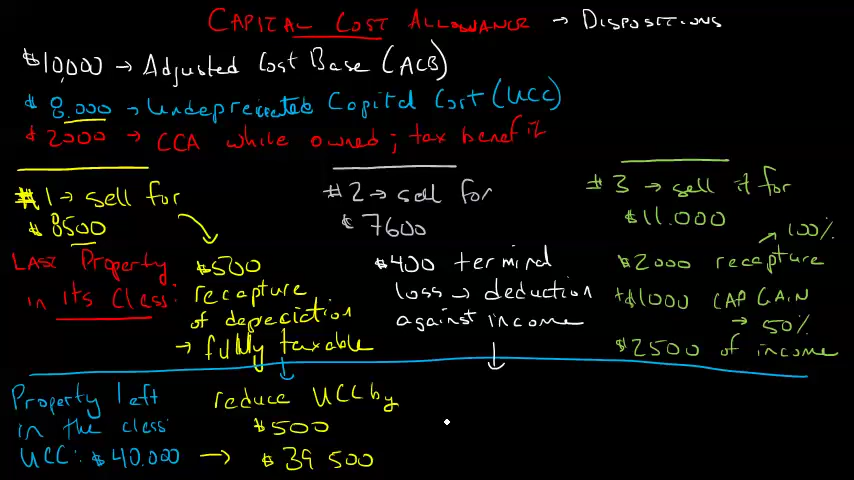 CAPITAL COST ALLOWANCE → DISPOSITIONS
$10,000 → Adjusted Cost Base (ACB)
$8,000 → Undepreciated Capital Cost (UCC)
$2000 → CCA while owned; tax benefit
#1 → sell for
$8500
LAST Property
in its Class:
$500
recapture
of depreciation
→ fully taxable
#2 → sell for
$7600
$400 terminal
loss → deduction
against income
#3 → sell it for
$11.000
→ 100%
$2000 recapture
+$1000 CAP GAIN
→ 50%
$2500 of income
Property left
in the class
UCC: $40.000 →
reduce UCC by
$500
$39 500